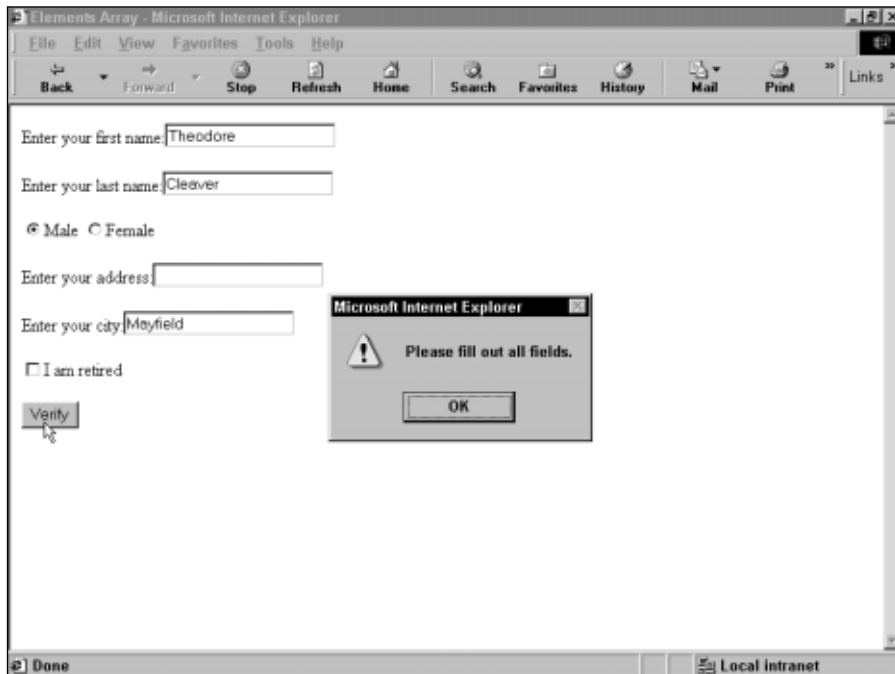 Elements Array - Microsoft Internet Explorer
File Edit View Favorites Tools Help
Back Forward Stop Refresh Home Search Favorites History Mail Print » Links »
Enter your first name: Theodore
Enter your last name: Cleaver
Male Female
Enter your address:
Enter your city: Mayfield
I am retired
Verify
Microsoft Internet Explorer
Please fill out all fields.
OK
Done Local intranet